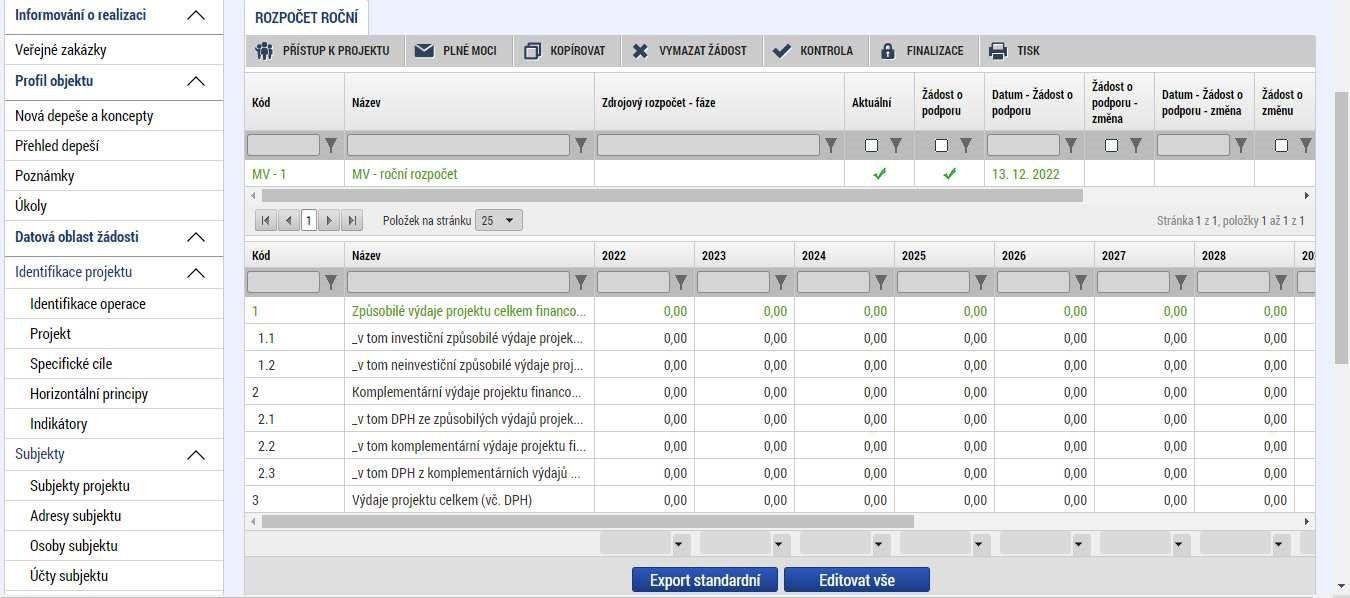 Informování o realizaci
Veřejné zakázky
Profil objektu
Nová depeše a koncepty
Přehled depeší
Poznámky
Úkoly
Datová oblast žádosti
Identifikace projektu
Identifikace operace
Projekt
Specifické cíle
Horizontální principy
Indikátory
Subjekty
Subjekty projektu
Adresy subjektu
Osoby subjektu
Účty subjektu
ROZPOČET ROČNÍ
PŘÍSTUP K PROJEKTU PLNÉ MOCI KOPÍROVAT VYMAZAT ŽÁDOST KONTROLA FINALIZACE TISK
Kód Název Zdrojový rozpočet - fáze Aktuální Žádost o podporu Datum - Žádost o podporu Žádost o podporu - změna Datum - Žádost o podporu - změna Žádost o změnu
MV - 1 MV - roční rozpočet 13. 12. 2022
1 Položek na stránku 25 Stránka 1 z 1, položky 1 až 1 z 1
Kód Název 2022 2023 2024 2025 2026 2027 2028 20
1 Způsobilé výdaje projektu celkem financo... 0,00 0,00 0,00 0,00 0,00 0,00 0,00
1.1 _v tom investiční způsobilé výdaje projek... 0,00 0,00 0,00 0,00 0,00 0,00 0,00
1.2 _v tom neinvestiční způsobilé výdaje proj... 0,00 0,00 0,00 0,00 0,00 0,00 0,00
2 Komplementární výdaje projektu financo... 0,00 0,00 0,00 0,00 0,00 0,00 0,00
2.1 _v tom DPH ze způsobilých výdajů projek... 0,00 0,00 0,00 0,00 0,00 0,00 0,00
2.2 _v tom komplementární výdaje projektu fi... 0,00 0,00 0,00 0,00 0,00 0,00 0,00
2.3 _v tom DPH z komplementárních výdajů ... 0,00 0,00 0,00 0,00 0,00 0,00 0,00
3 Výdaje projektu celkem (vč. DPH) 0,00 0,00 0,00 0,00 0,00 0,00 0,00
Export standardní Editovat vše